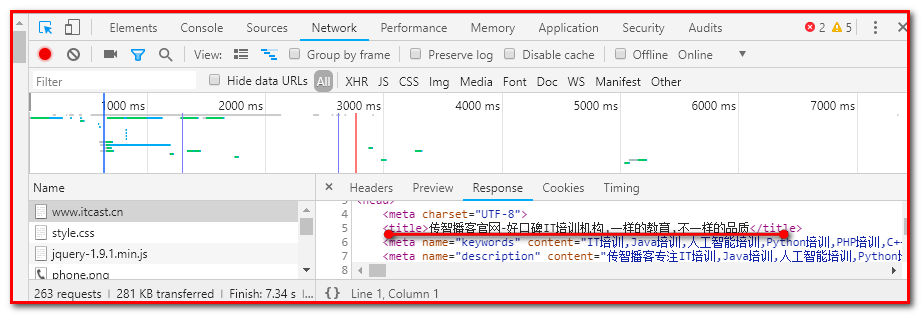 Elements Console Sources Network Performance Memory Application Security Audits 2 5
View: Group by frame Preserve log Disable cache Offline Online
Filter Hide data URLs All XHR JS CSS Img Media Font Doc WS Manifest Other
1000 ms 2000 ms 3000 ms 4000 ms 5000 ms 6000 ms 7000 ms
Name × Headers Preview Response Cookies Timing
www.itcast.cn
style.css
jquery-1.9.1.min.js
phone.png
3 <head>
4 <meta charset="UTF-8">
5 <title>传智播客官网-好口碑IT培训机构,一样的教育,不一样的品质</title>
6 <meta name="keywords" content="IT培训,Java培训,人工智能培训,Python培训,PHP培训,C++
7 <meta name="description" content="传智播客专注IT培训,Java培训,人工智能培训,Python
8
263 requests | 281 KB transferred | Finish: 7.34 s | ... {} Line 1, Column 1